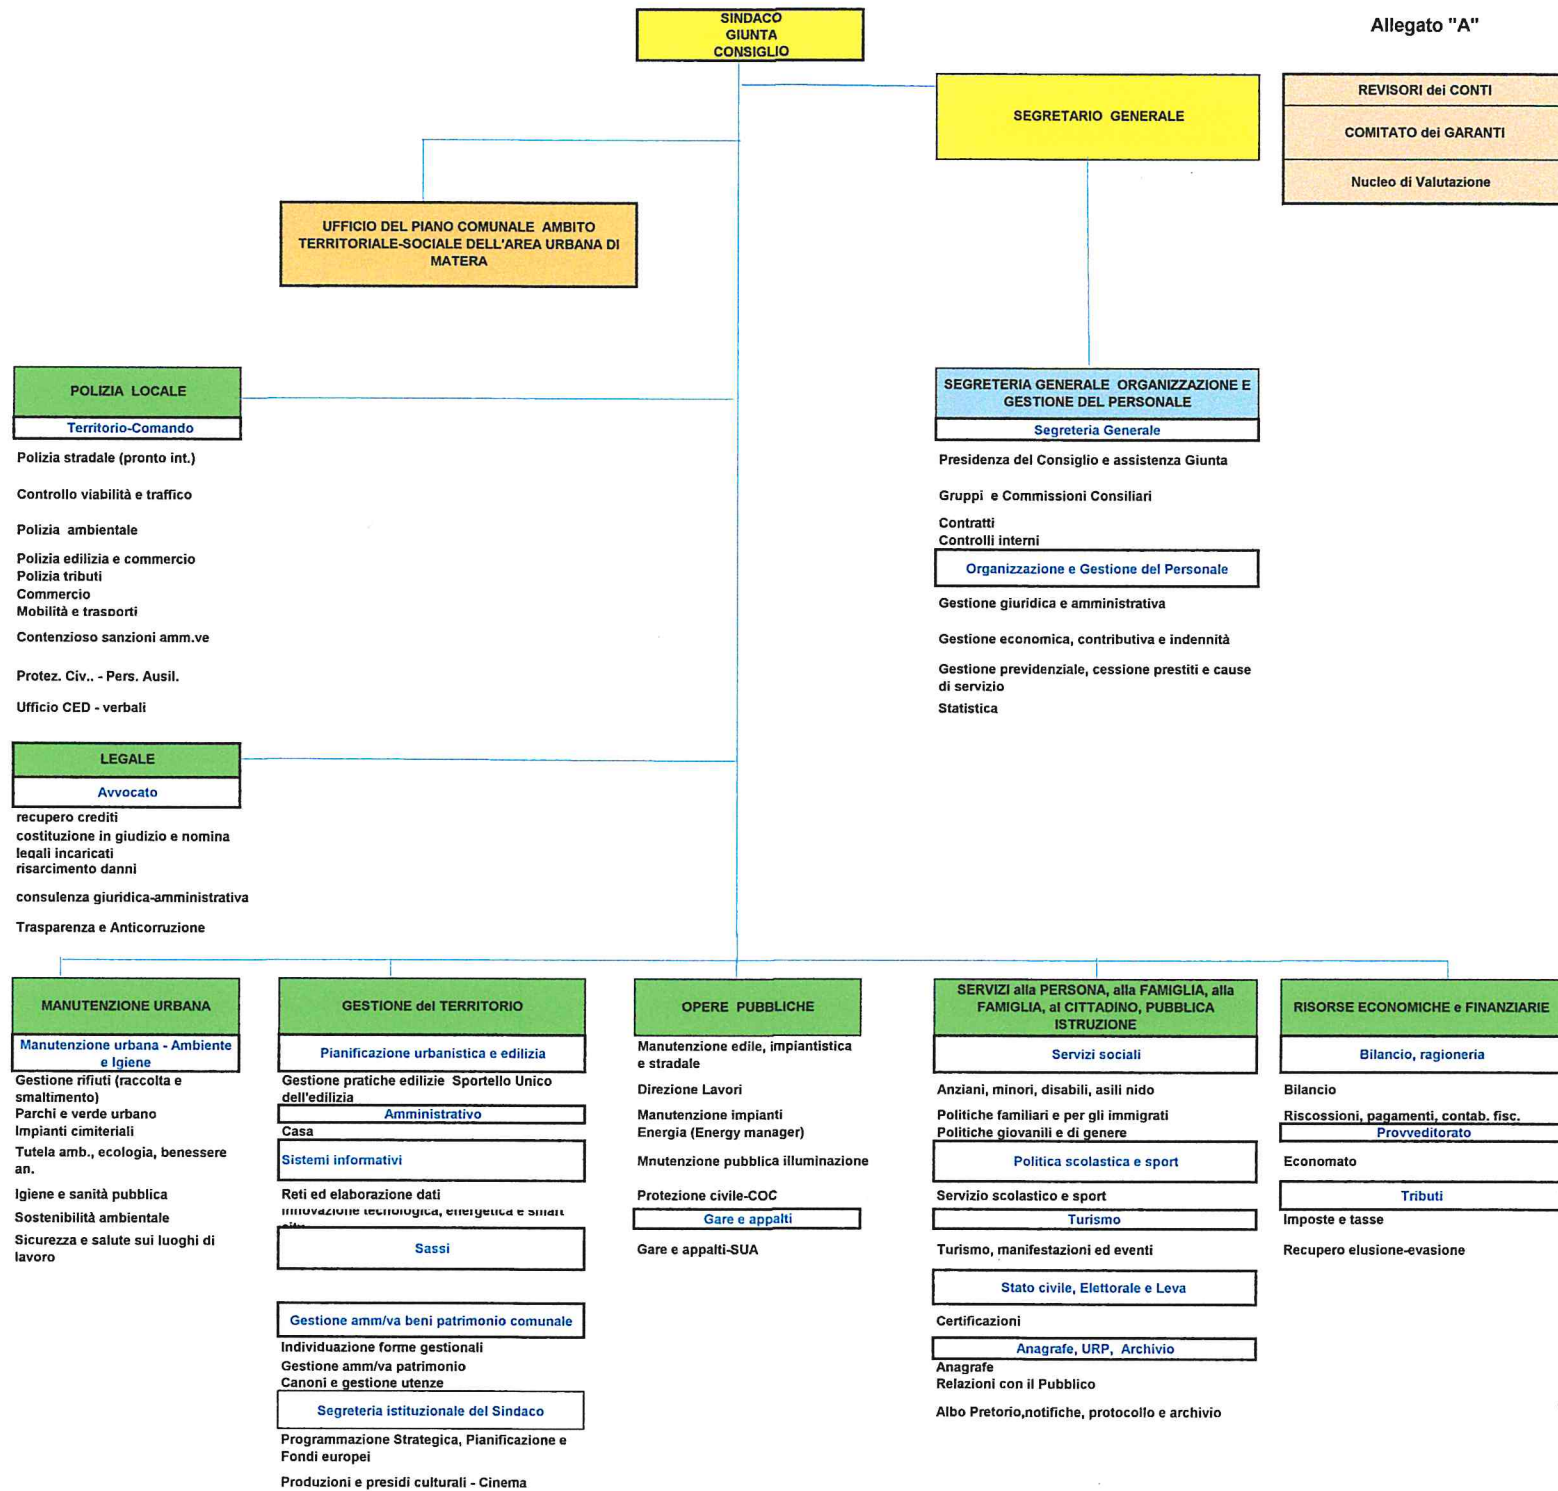 SINDACO
GIUNTA
CONSIGLIO
Allegato "A"
SEGRETARIO GENERALE
REVISORI dei CONTI
COMITATO dei GARANTI
Nucleo di Valutazione
UFFICIO DEL PIANO COMUNALE AMBITO
TERRITORIALE-SOCIALE DELL'AREA URBANA DI
MATERA
POLIZIA LOCALE
Territorio-Comando
Polizia stradale (pronto int.)
Controllo viabilità e traffico
Polizia ambientale
Polizia edilizia e commercio
Polizia tributi
Commercio
Mobilità e trasporti
Contenzioso sanzioni amm.ve
Protez. Civ.. - Pers. Ausil.
Ufficio CED - verbali
SEGRETERIA GENERALE ORGANIZZAZIONE E
GESTIONE DEL PERSONALE
Segreteria Generale
Presidenza del Consiglio e assistenza Giunta
Gruppi e Commissioni Consiliari
Contratti
Controlli interni
Organizzazione e Gestione del Personale
Gestione giuridica e amministrativa
Gestione economica, contributiva e indennità
Gestione previdenziale, cessione prestiti e cause
di servizio
Statistica
LEGALE
Avvocato
recupero crediti
costituzione in giudizio e nomina
legali incaricati
risarcimento danni
consulenza giuridica-amministrativa
Trasparenza e Anticorruzione
MANUTENZIONE URBANA
Manutenzione urbana - Ambiente
e Igiene
Gestione rifiuti (raccolta e
smaltimento)
Parchi e verde urbano
Impianti cimiteriali
Tutela amb., ecologia, benessere
an.
Igiene e sanità pubblica
Sostenibilità ambientale
Sicurezza e salute sui luoghi di
lavoro
GESTIONE del TERRITORIO
Pianificazione urbanistica e edilizia
Gestione pratiche edilizie Sportello Unico
dell'edilizia
Amministrativo
Casa
Sistemi informativi
Reti ed elaborazione dati
Innovazione tecnologica, energetica e smart
Sassi
Gestione amm/va beni patrimonio comunale
Individuazione forme gestionali
Gestione amm/va patrimonio
Canoni e gestione utenze
Segreteria istituzionale del Sindaco
Programmazione Strategica, Pianificazione e
Fondi europei
Produzioni e presidi culturali - Cinema
OPERE PUBBLICHE
Manutenzione edile, impiantistica
e stradale
Direzione Lavori
Manutenzione impianti
Energia (Energy manager)
Mnutenzione pubblica illuminazione
Protezione civile-COC
Gare e appalti
Gare e appalti-SUA
SERVIZI alla PERSONA, alla FAMIGLIA, alla
FAMIGLIA, al CITTADINO, PUBBLICA
ISTRUZIONE
Servizi sociali
Anziani, minori, disabili, asili nido
Politiche familiari e per gli immigrati
Politiche giovanili e di genere
Politica scolastica e sport
Servizio scolastico e sport
Turismo
Turismo, manifestazioni ed eventi
Stato civile, Elettorale e Leva
Certificazioni
Anagrafe, URP, Archivio
Anagrafe
Relazioni con il Pubblico
Albo Pretorio,notifiche, protocollo e archivio
RISORSE ECONOMICHE e FINANZIARIE
Bilancio, ragioneria
Bilancio
Riscossioni, pagamenti, contab. fisc.
Provveditorato
Economato
Tributi
Imposte e tasse
Recupero elusione-evasione